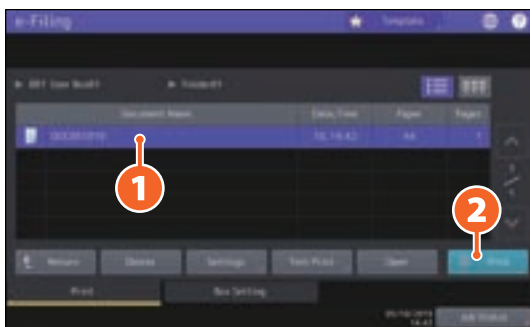 e-Filing Template ?
Folder01
Document Name Date,Time Paper Pages
A4 1
1
2
Return Delete Settings Test Print Open Print
Print Box Setting
Job Status